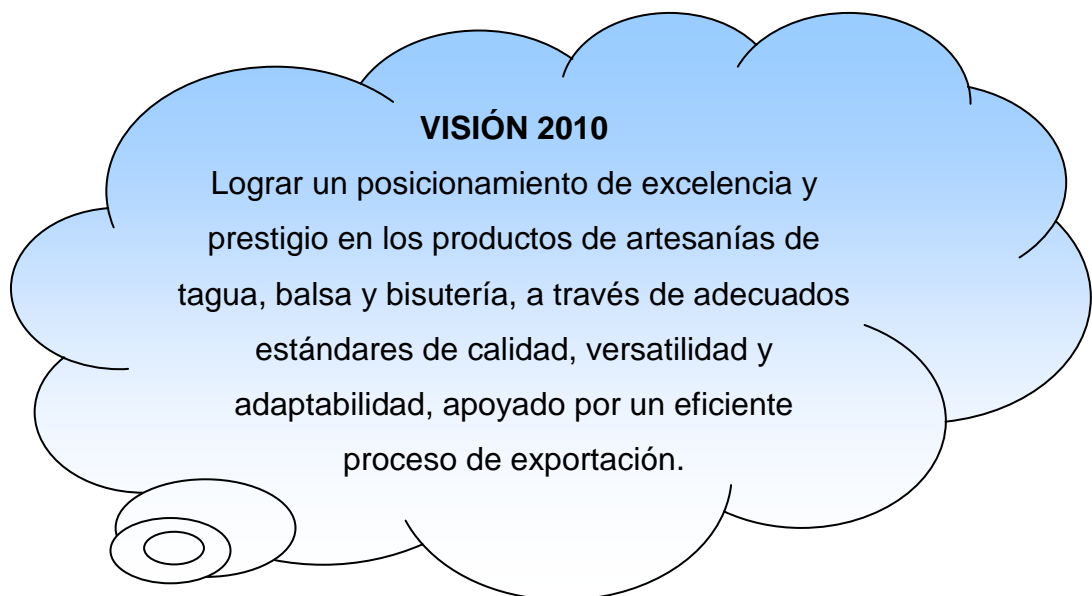 VISIÓN 2010
Lograr un posicionamiento de excelencia y
prestigio en los productos de artesanías de
tagua, balsa y bisutería, a través de adecuados
estándares de calidad, versatilidad y
adaptabilidad, apoyado por un eficiente
proceso de exportación.